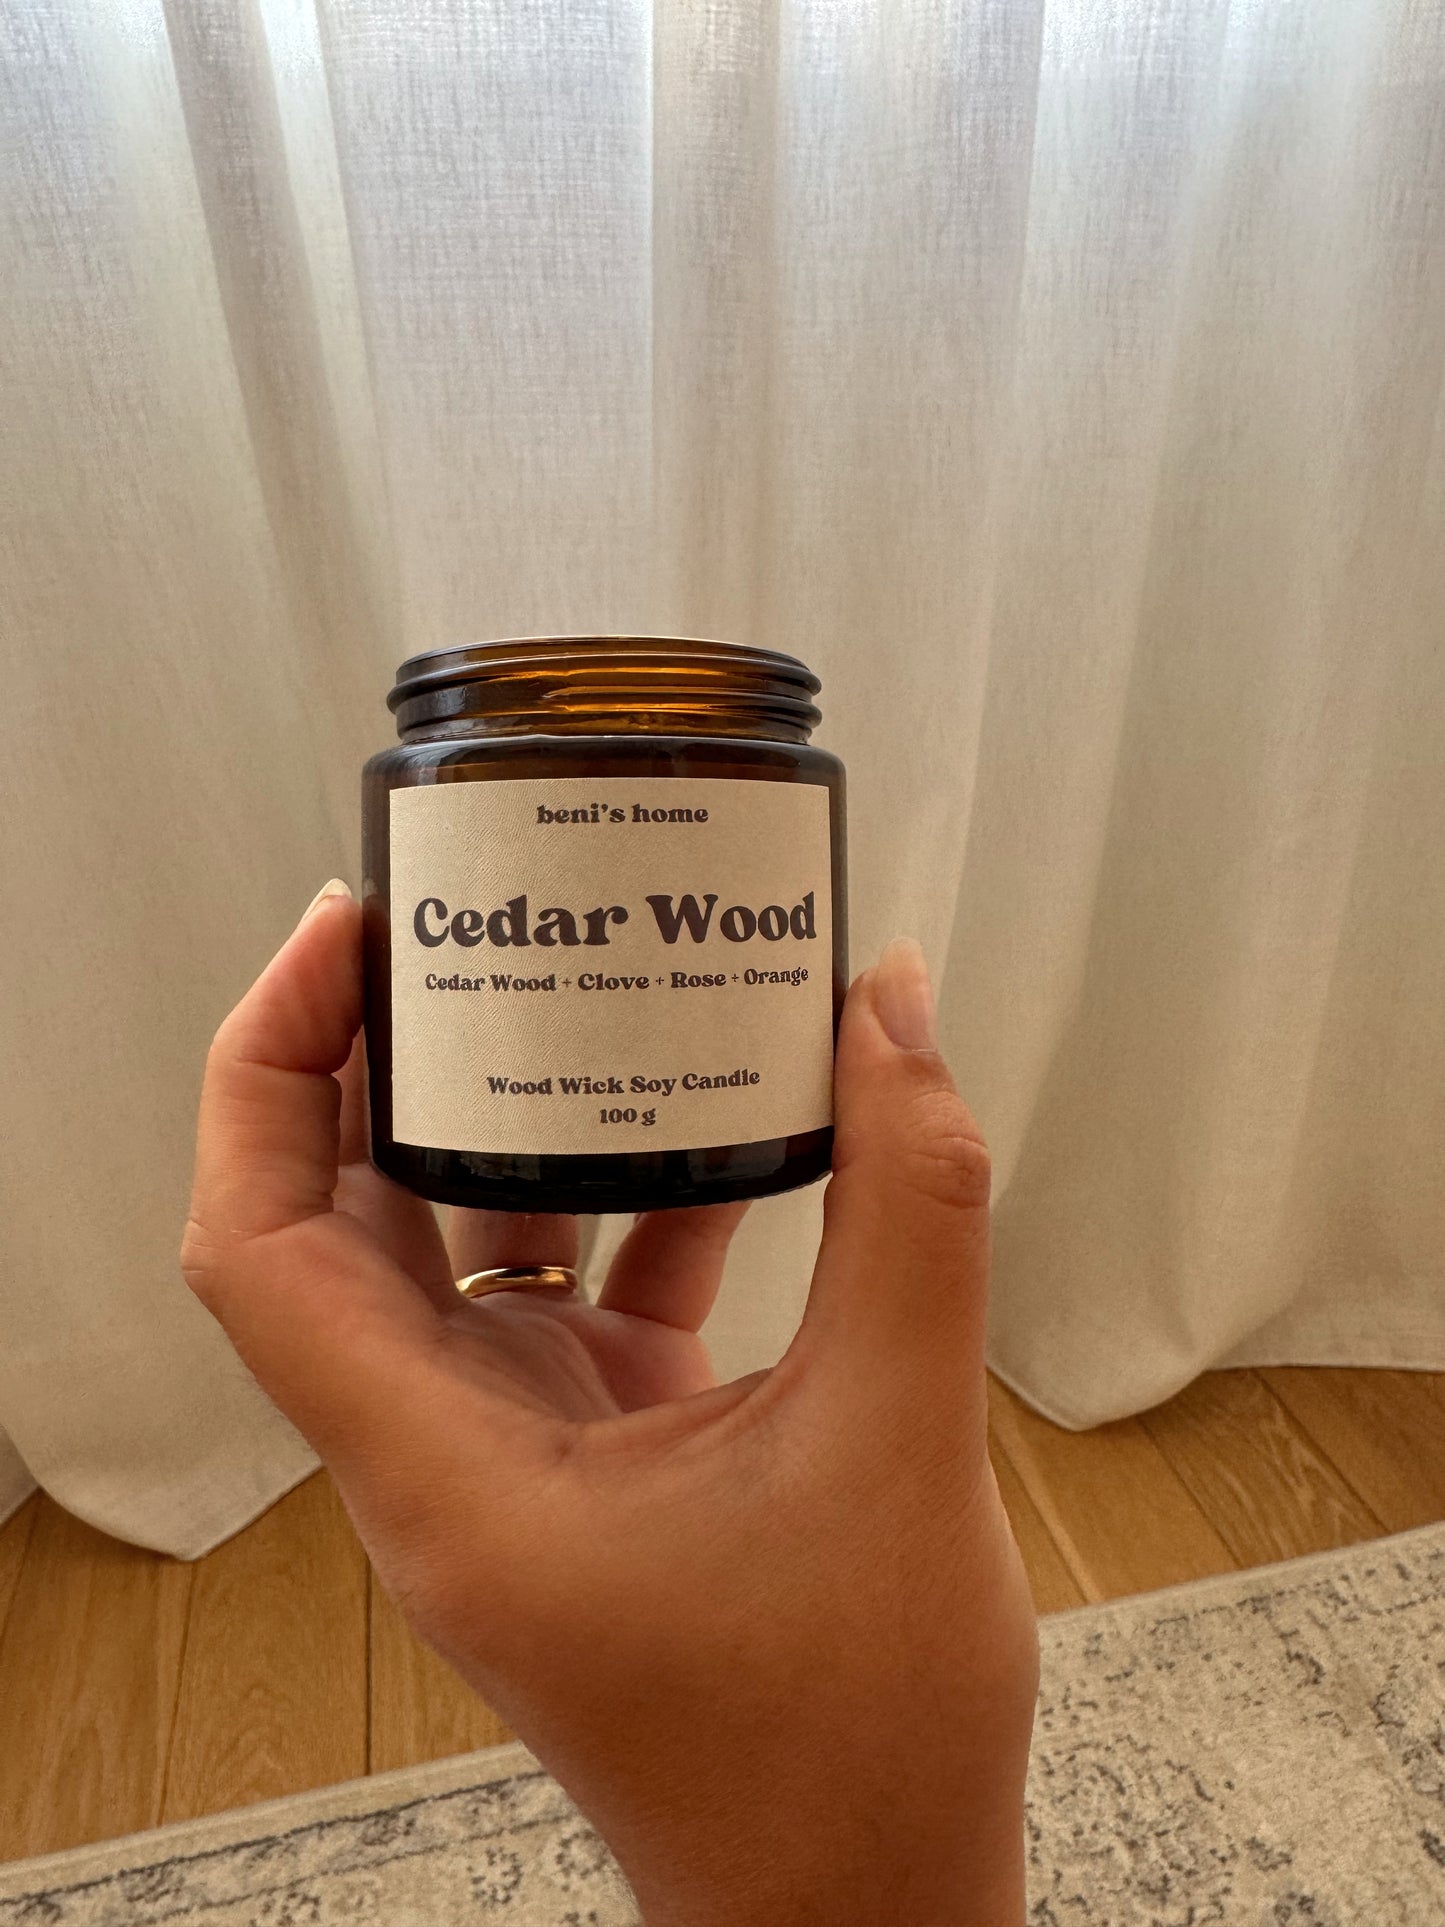 beni's home
Cedar Wood
Cedar Wood + Clove + Rose + Orange
Wood Wick Soy Candle
100 g